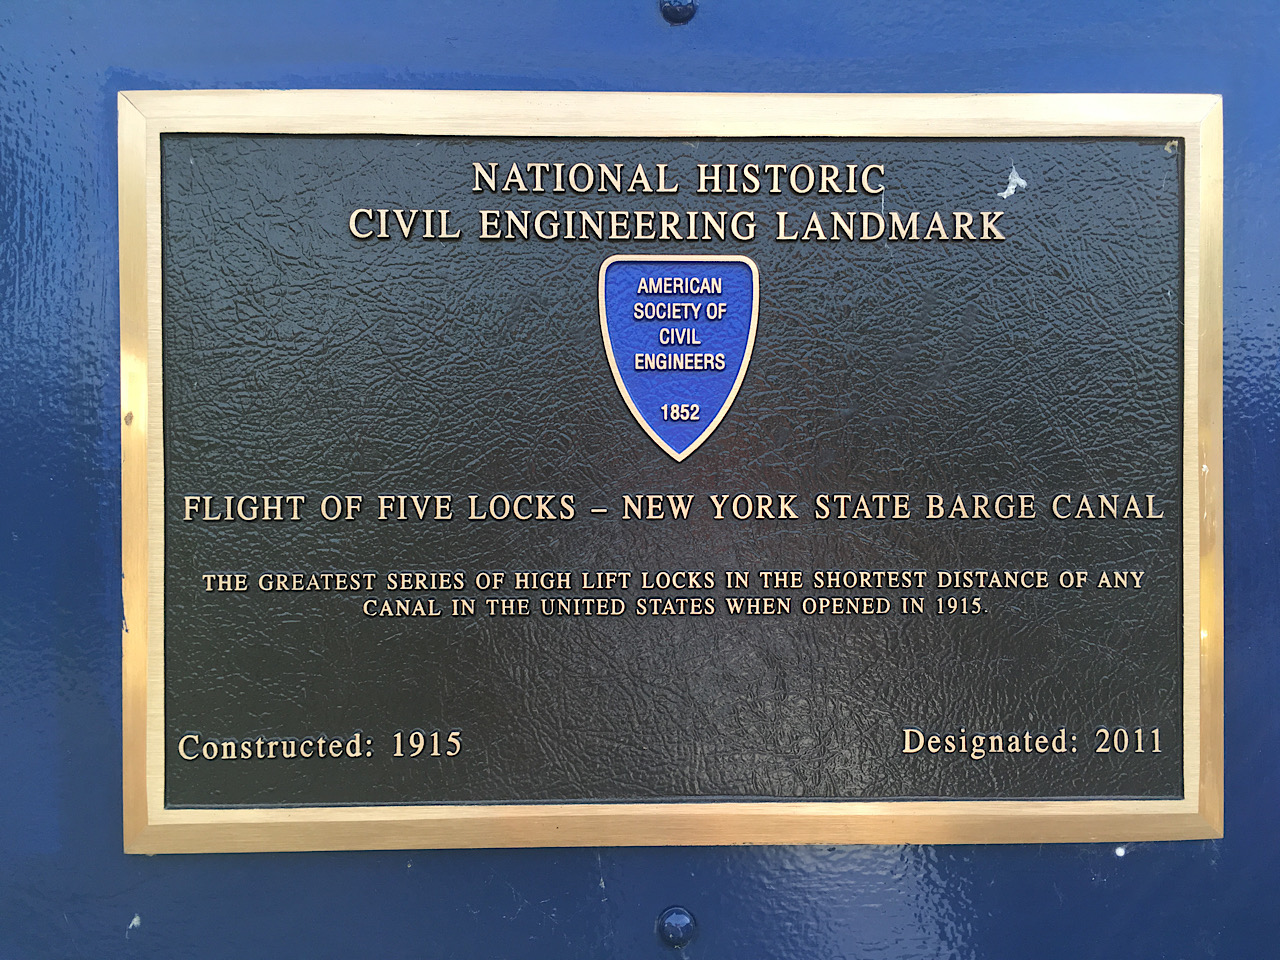 NATIONAL HISTORIC
CIVIL ENGINEERING LANDMARK
AMERICAN
SOCIETY OF
CIVIL
ENGINEERS
1852
FLIGHT OF FIVE LOCKS – NEW YORK STATE BARGE CANAL
THE GREATEST SERIES OF HIGH LIFT LOCKS IN THE SHORTEST DISTANCE OF ANY
CANAL IN THE UNITED STATES WHEN OPENED IN 1915.
Constructed: 1915
Designated: 2011